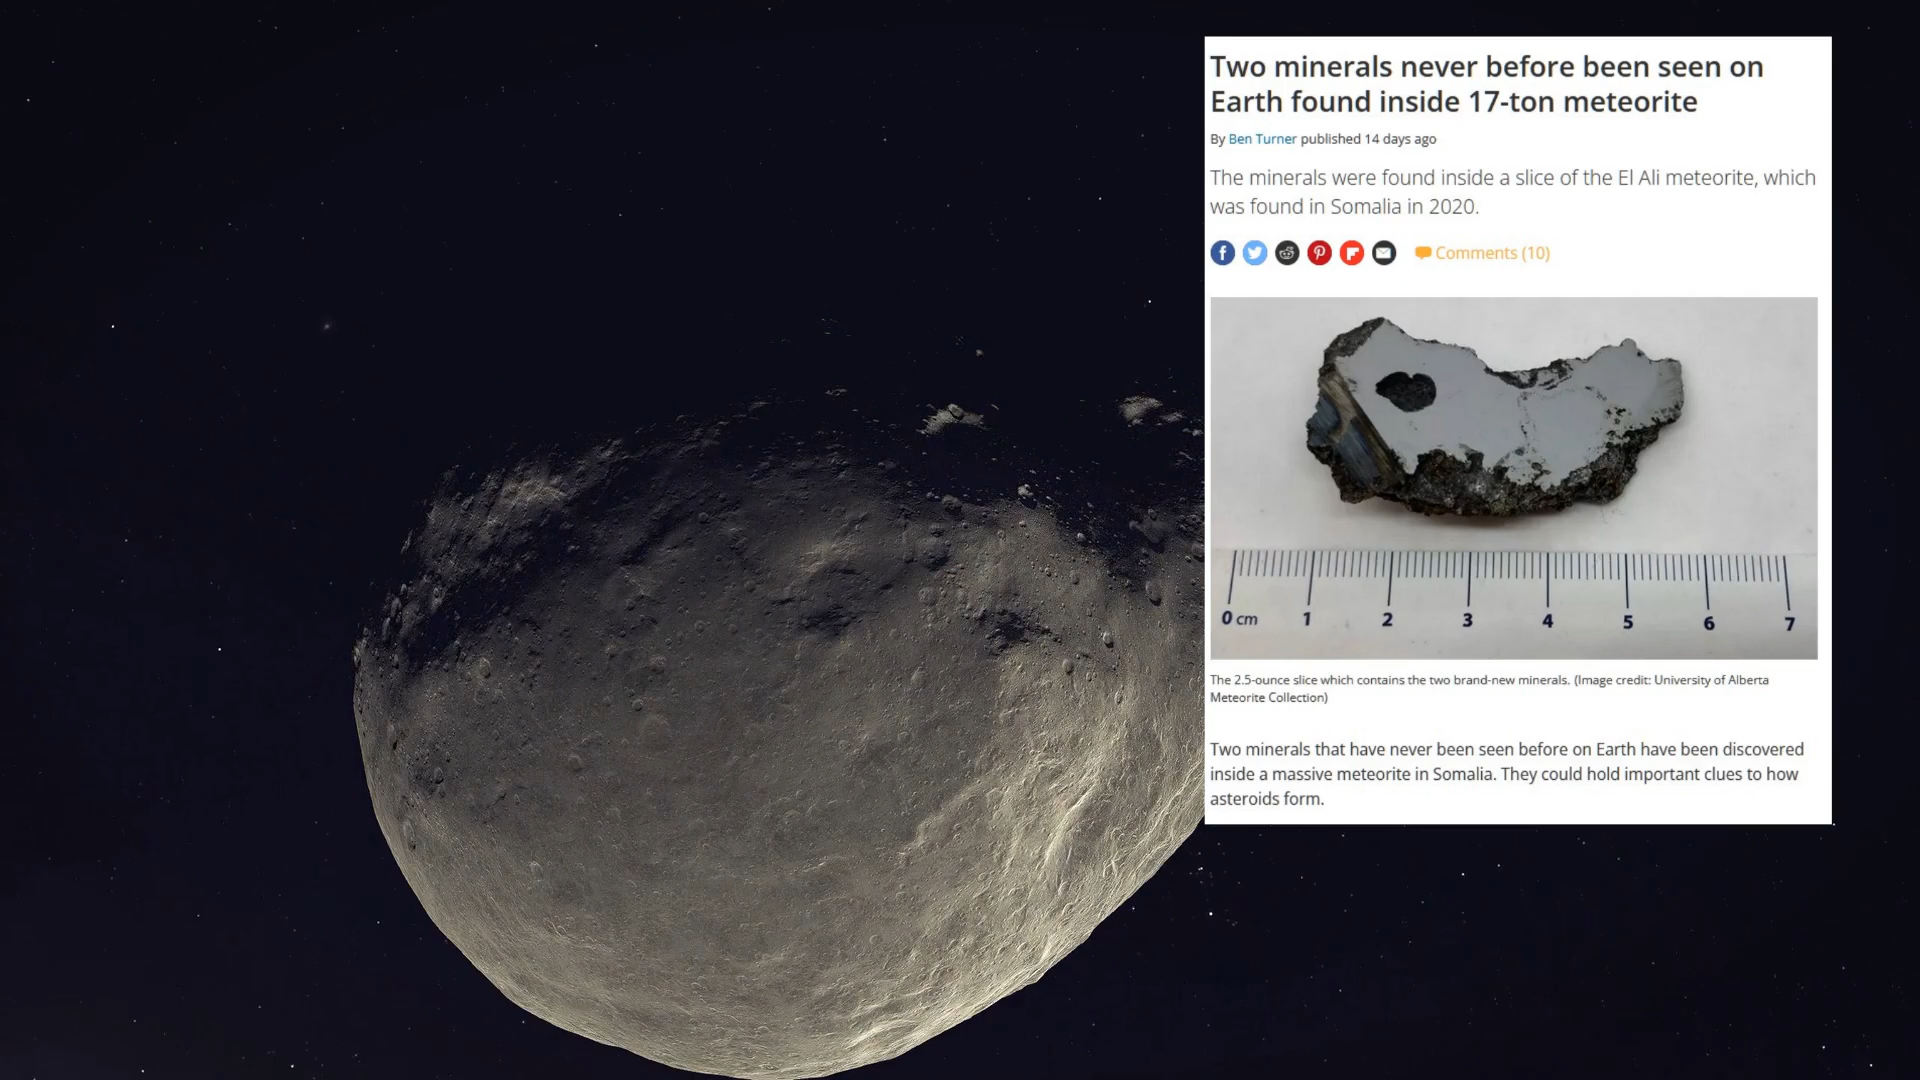 Two minerals never before been seen on
Earth found inside 17-ton meteorite
By Ben Turner published 14 days ago
The minerals were found inside a slice of the El Ali meteorite, which
was found in Somalia in 2020.
Comments (10)
0 cm 1 2 3 4 5 6 7
The 2.5-ounce slice which contains the two brand-new minerals. (Image credit: University of Alberta
Meteorite Collection)
Two minerals that have never been seen before on Earth have been discovered
inside a massive meteorite in Somalia. They could hold important clues to how
asteroids form.